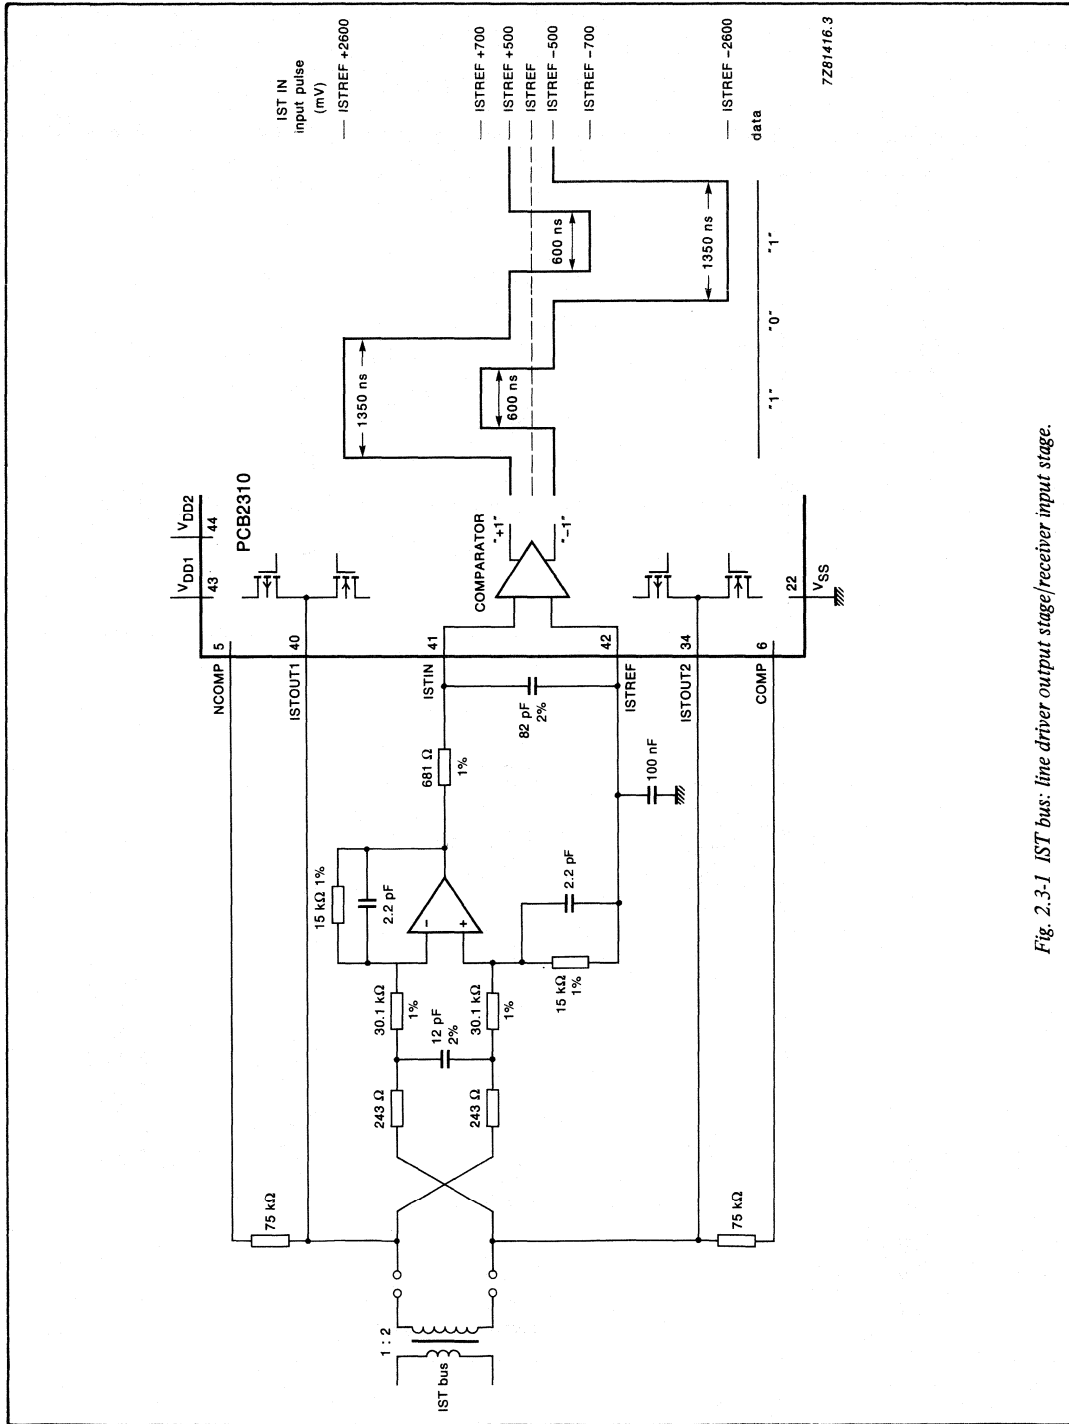 IST IN
input pulse
(mV)
ISTREF +2600
ISTREF +700
ISTREF +500
ISTREF
ISTREF -500
ISTREF -700
ISTREF -2600
data
7Z81416.3
1350 ns
600 ns
600 ns
1350 ns
"1"
"0"
"1"
VDD1
VDD2
43
44
PCB2310
COMPARATOR
"+1"
"-1"
22
VSS
NCOMP
5
ISTOUT1
40
ISTIN
41
ISTREF
42
ISTOUT2
34
COMP
6
82 pF
2%
681 Ω
1%
100 nF
15 kΩ 1%
2.2 pF
-
+
2.2 pF
15 kΩ
1%
30.1 kΩ
1%
12 pF
2%
30.1 kΩ
1%
243 Ω
243 Ω
75 kΩ
75 kΩ
1 : 2
IST bus
Fig. 2.3-1 IST bus: line driver output stage/receiver input stage.